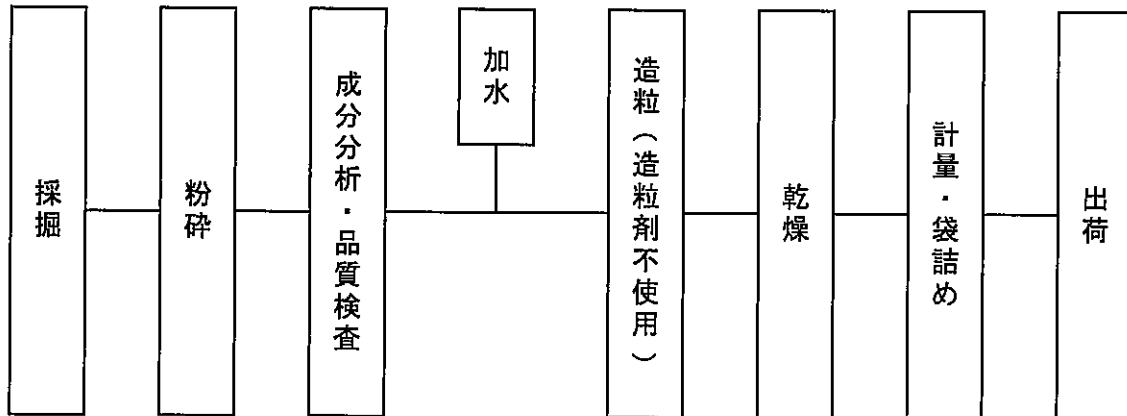 採掘
粉砕
成分分析・品質検査
加水
造粒（造粒剤不使用）
乾燥
計量・袋詰め
出荷